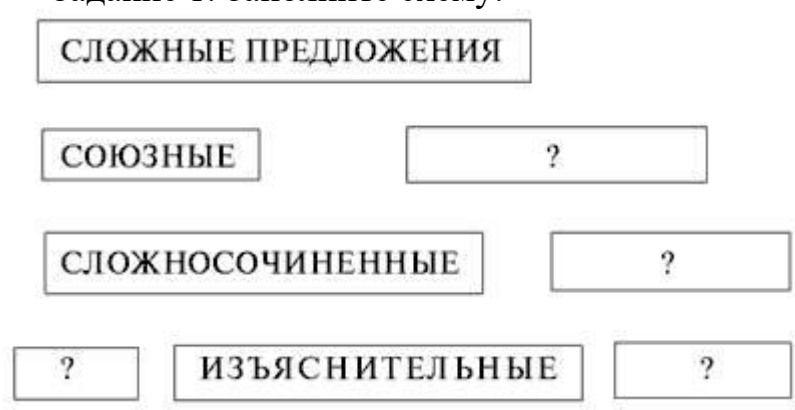 СЛОЖНЫЕ ПРЕДЛОЖЕНИЯ
СОЮЗНЫЕ ?
СЛОЖНОСОЧИНЕННЫЕ ?
? ИЗЪЯСНИТЕЛЬНЫЕ ?